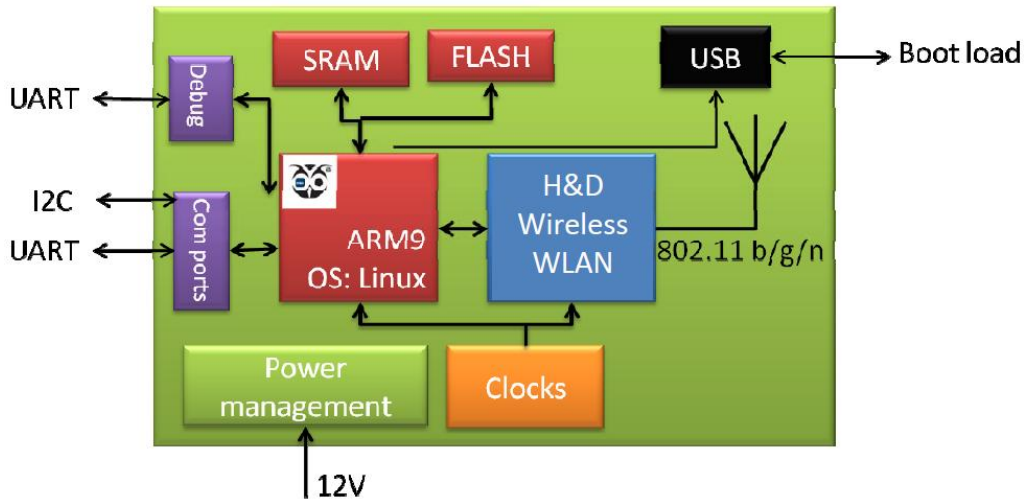 SRAM
FLASH
USB
Boot load
Debug
UART
I2C
UART
Com ports
ARM9
OS: Linux
H&D
Wireless
WLAN
802.11 b/g/n
Power
management
Clocks
12V